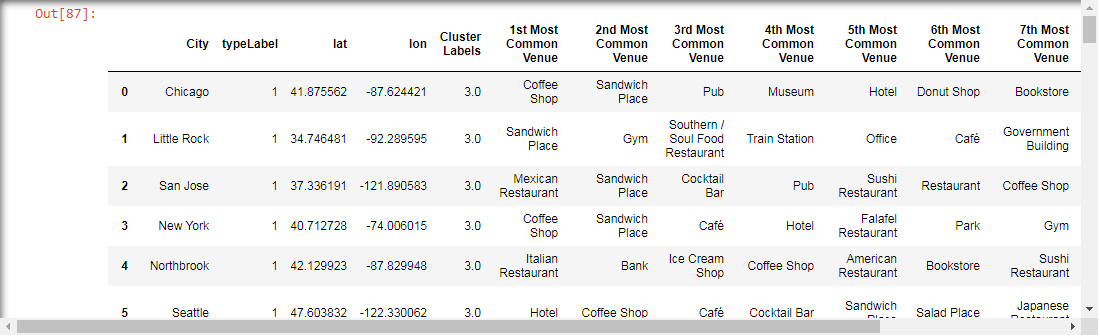 Out[87]:
City typeLabel lat lon Cluster Labels 1st Most Common Venue 2nd Most Common Venue 3rd Most Common Venue 4th Most Common Venue 5th Most Common Venue 6th Most Common Venue 7th Most Common Venue
0 Chicago 1 41.875562 -87.624421 3.0 Coffee Shop Sandwich Place Pub Museum Hotel Donut Shop Bookstore
1 Little Rock 1 34.746481 -92.289595 3.0 Sandwich Place Gym Southern / Soul Food Restaurant Train Station Office Café Government Building
2 San Jose 1 37.336191 -121.890583 3.0 Mexican Restaurant Sandwich Place Cocktail Bar Pub Sushi Restaurant Restaurant Coffee Shop
3 New York 1 40.712728 -74.006015 3.0 Coffee Shop Sandwich Place Café Hotel Falafel Restaurant Park Gym
4 Northbrook 1 42.129923 -87.829948 3.0 Italian Restaurant Bank Ice Cream Shop Coffee Shop American Restaurant Bookstore Sushi Restaurant
5 Seattle 1 47.603832 -122.330062 3.0 Hotel Coffee Shop Café Cocktail Bar Sandwich Place Salad Place Japanese Restaurant